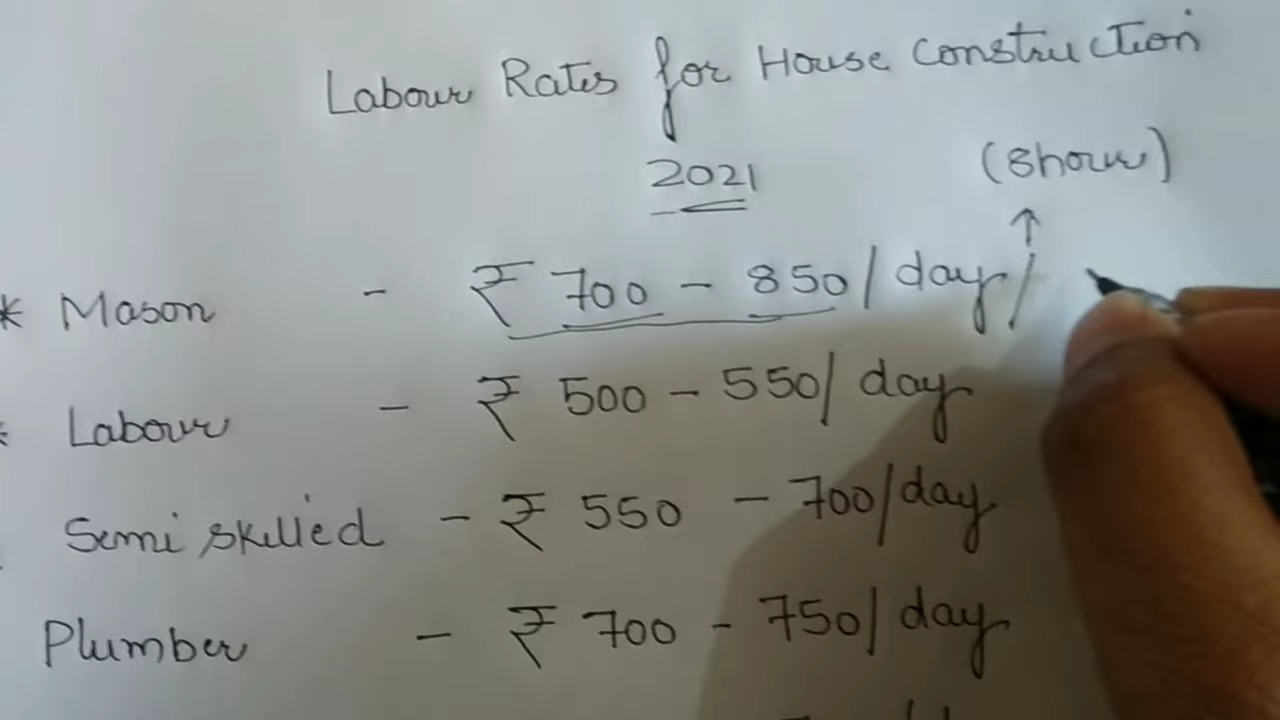 Labour Rates for House Construction
2021
(8hour)
↑
* Mason - ₹ 700 - 850/day/
* Labour - ₹ 500 - 550/day
Semi skilled - ₹ 550 - 700/day
Plumber - ₹ 700 - 750/day